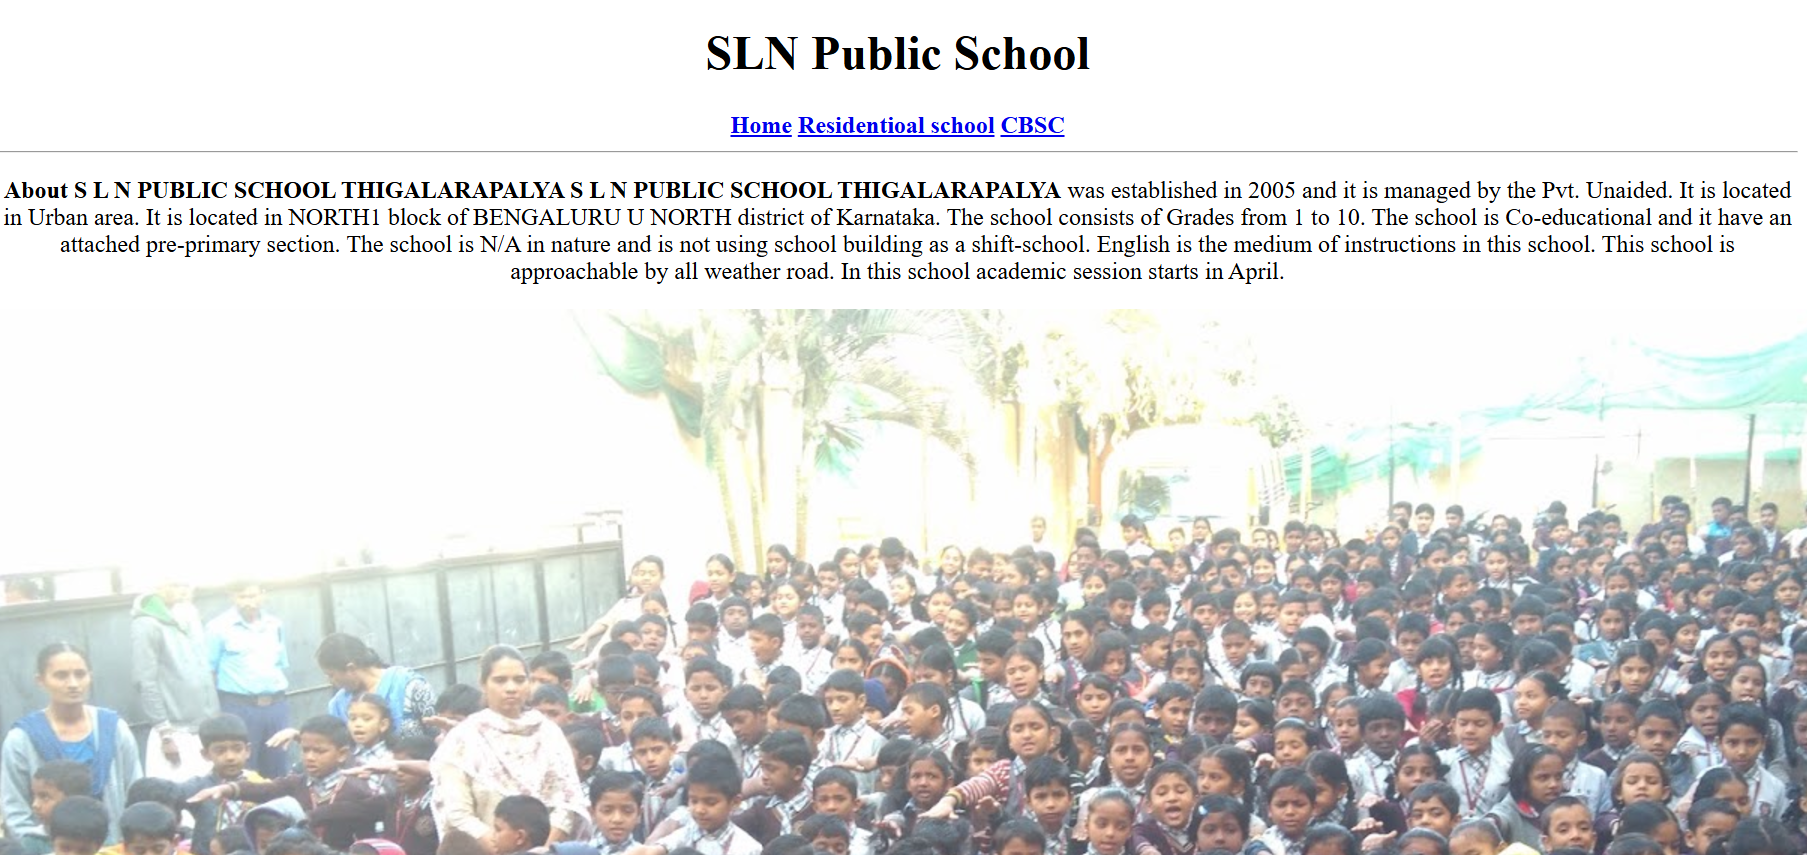 SLN Public School
Home Residentioal school CBSC
About S L N PUBLIC SCHOOL THIGALARAPALYA S L N PUBLIC SCHOOL THIGALARAPALYA was established in 2005 and it is managed by the Pvt. Unaided. It is located
in Urban area. It is located in NORTH1 block of BENGALURU U NORTH district of Karnataka. The school consists of Grades from 1 to 10. The school is Co-educational and it have an
attached pre-primary section. The school is N/A in nature and is not using school building as a shift-school. English is the medium of instructions in this school. This school is
approachable by all weather road. In this school academic session starts in April.